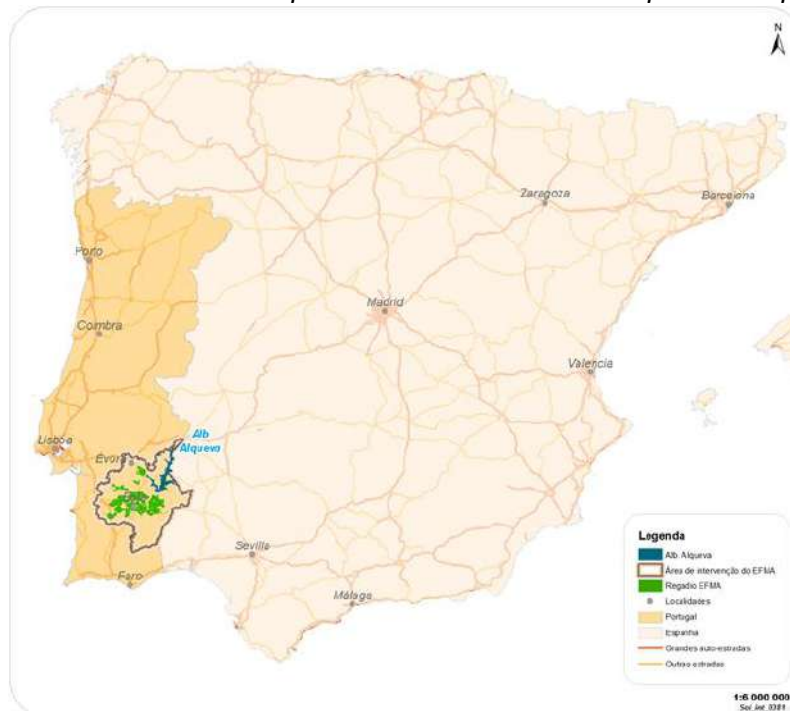 N
Zaragoza
Barcelona
Porto
Madrid
Coimbra
Valencia
Alb
Alqueva
Lisboa
Évora
Sevilla
Faro
Málaga
Legenda
Alb. Alqueva
Área de intervenção do EFMA
Regadio EFMA
Localidades
Portugal
Espanha
Grandes auto-estradas
Outras estradas
1:6 000 000